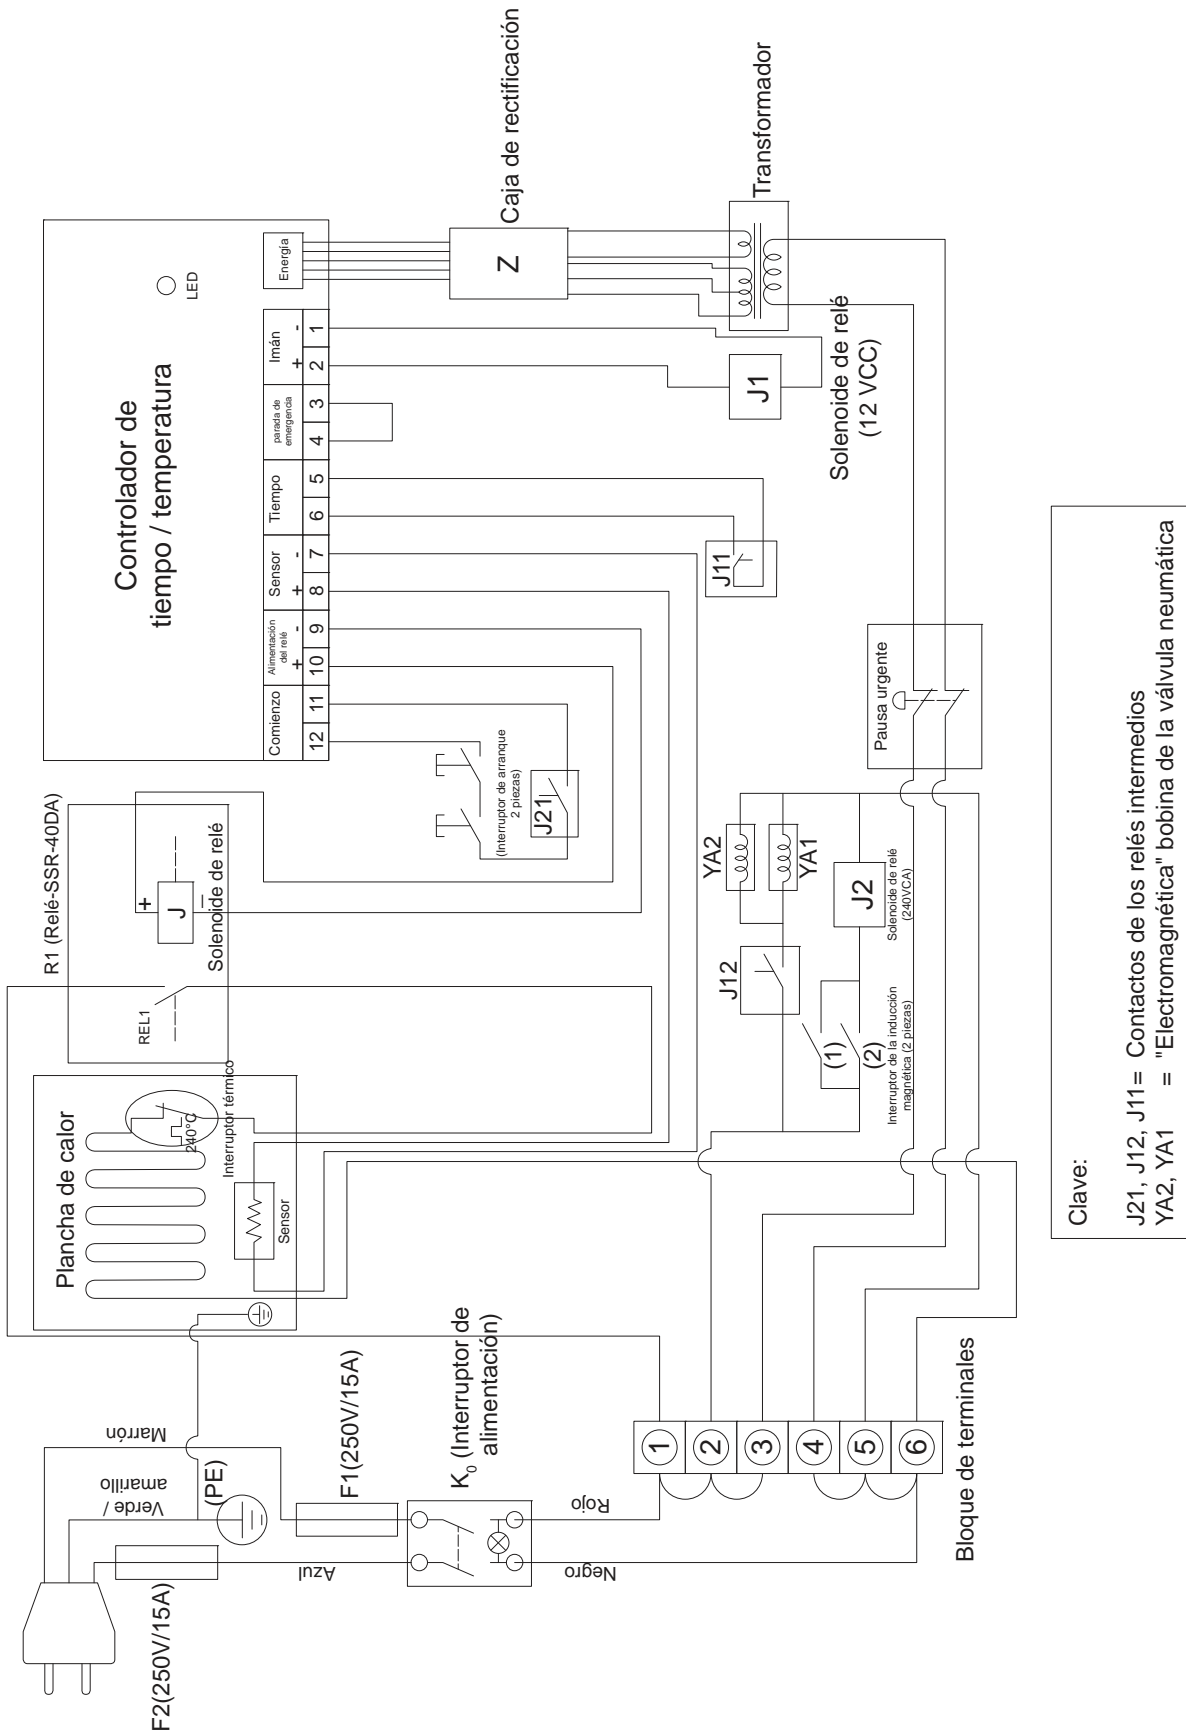 Controlador de
tiempo / temperatura
LED
Comienzo
Alimentación
del relé
+
-
Sensor
+
-
Tiempo
parada de
emergencia
Imán
+
-
Energía
12
11
10
9
8
7
6
5
4
3
2
1
Z
Caja de rectificación
Transformador
J1
Solenoide de relé
(12 VCC)
J11
(Interruptor de arranque
2 piezas)
J21
R1 (Relé-SSR-40DA)
REL1
+
J
–
Solenoide de relé
Plancha de calor
240°C
Interruptor térmico
Sensor
Pausa urgente
YA2
YA1
J12
J2
Solenoide de relé
(240VCA)
(1)
(2)
Interruptor de la inducción
magnética (2 piezas)
F2(250V/15A)
Verde /
amarillo
Marrón
(PE)
Azul
F1(250V/15A)
K0 (Interruptor de
alimentación)
Rojo
Negro
1
2
3
4
5
6
Bloque de terminales
Clave:
J21, J12, J11= Contactos de los relés intermedios
YA2, YA1 = "Electromagnética" bobina de la válvula neumática